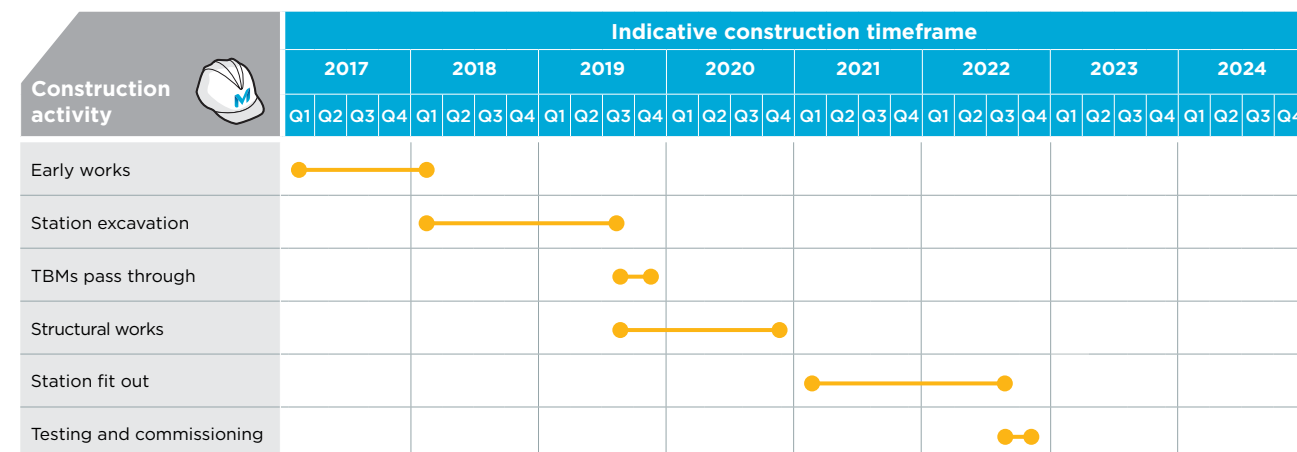 Indicative construction timeframe
Construction
activity
2017 2018 2019 2020 2021 2022 2023 2024
Q1 Q2 Q3 Q4 Q1 Q2 Q3 Q4 Q1 Q2 Q3 Q4 Q1 Q2 Q3 Q4 Q1 Q2 Q3 Q4 Q1 Q2 Q3 Q4 Q1 Q2 Q3 Q4 Q1 Q2 Q3 Q4
Early works
Station excavation
TBMs pass through
Structural works
Station fit out
Testing and commissioning